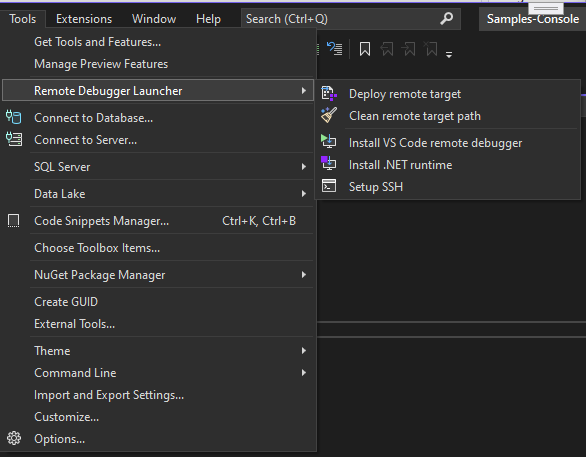 Tools Extensions Window Help Search (Ctrl+Q) Samples-Console
Get Tools and Features...
Manage Preview Features
Remote Debugger Launcher
Connect to Database...
Connect to Server...
SQL Server
Data Lake
Code Snippets Manager... Ctrl+K, Ctrl+B
Choose Toolbox Items...
NuGet Package Manager
Create GUID
External Tools...
Theme
Command Line
Import and Export Settings...
Customize...
Options...
Deploy remote target
Clean remote target path
Install VS Code remote debugger
Install .NET runtime
Setup SSH